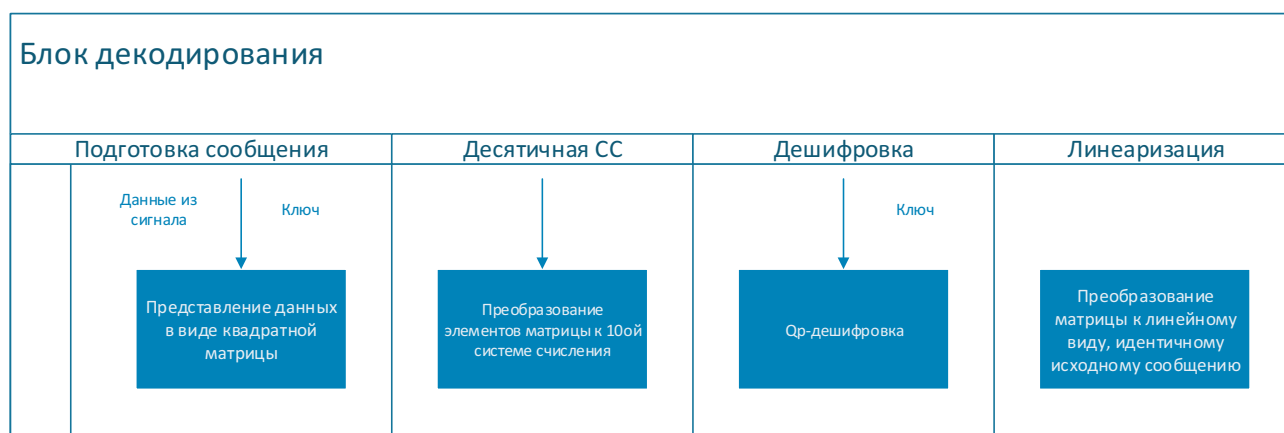 Блок декодирования
Подготовка сообщения
Десятичная СС
Дешифровка
Линеаризация
Данные из
сигнала
Ключ
Ключ
Представление данных
в виде квадратной
матрицы
Преобразование
элементов матрицы к 10ой
системе счисления
Qp-дешифровка
Преобразование
матрицы к линейному
виду, идентичному
исходному сообщению